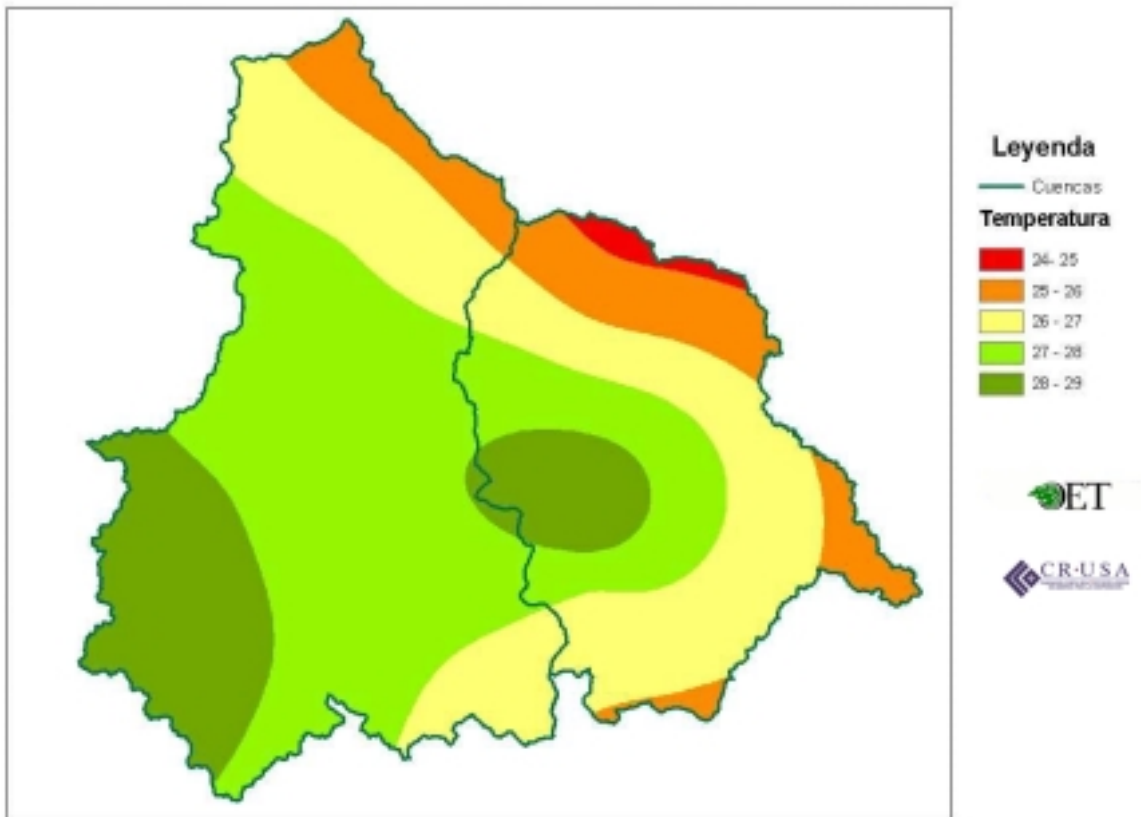 Leyenda
Cuencas
Temperatura
24- 25
25 - 26
26 - 27
27 - 28
28 - 29
OET
CR·USA